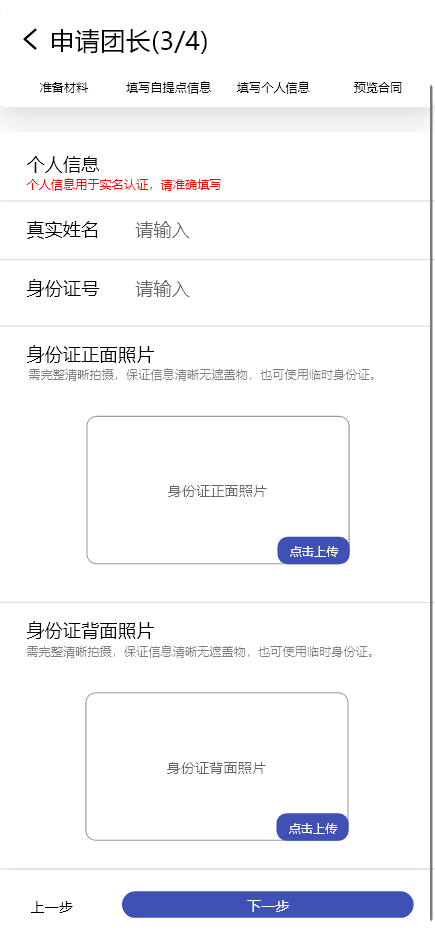 申请团长(3/4)
准备材料 填写自提点信息 填写个人信息 预览合同
个人信息
个人信息用于实名认证，请准确填写
真实姓名 请输入
身份证号 请输入
身份证正面照片
需完整清晰拍摄，保证信息清晰无遮盖物，也可使用临时身份证。
身份证正面照片
点击上传
身份证背面照片
需完整清晰拍摄，保证信息清晰无遮盖物，也可使用临时身份证。
身份证背面照片
点击上传
上一步 下一步